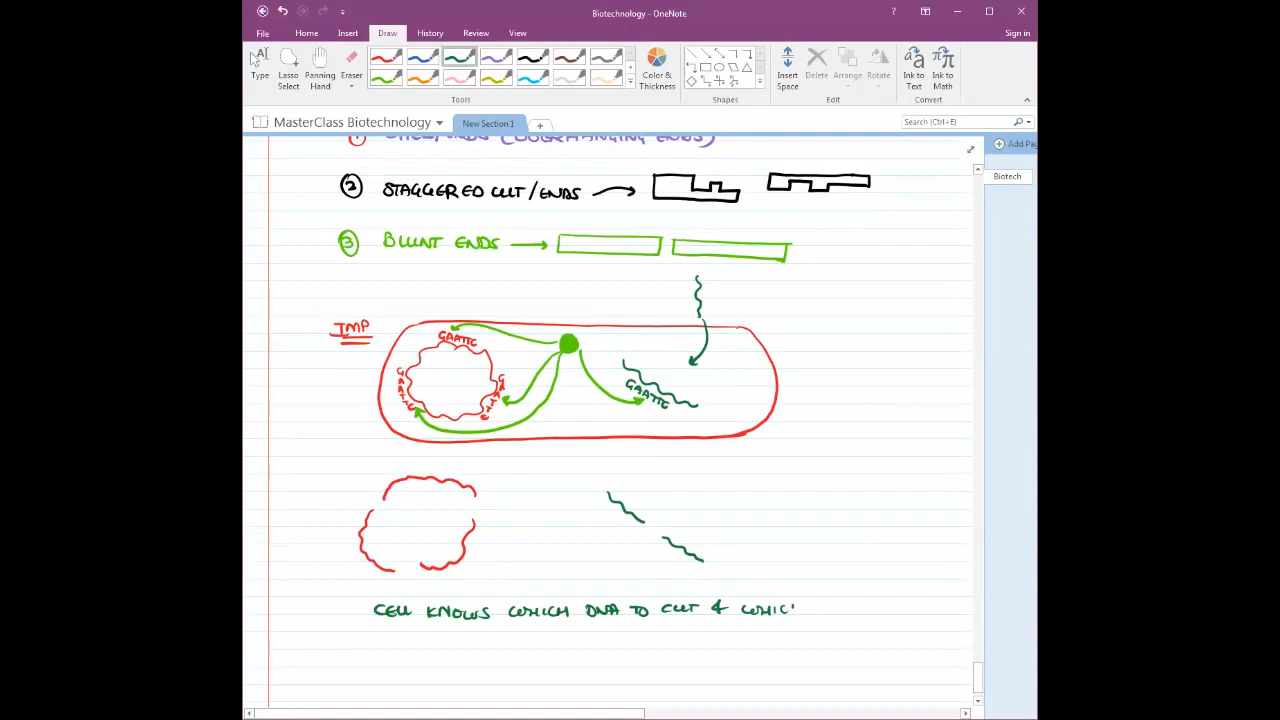 Biotechnology - OneNote
File Home Insert Draw History Review View Sign in
Type Lasso Select Panning Hand Eraser Color & Thickness Insert Space Delete Arrange Rotate Ink to Text Ink to Math
Tools Shapes Edit Convert
MasterClass Biotechnology New Section 1 Search (Ctrl+E)
Add Pag
Biotech
② STAGGERED CUT/ENDS
③ BLUNT ENDS
IMP
GAATTC
GAATTC
GAATTC
GAATTC
CELL KNOWS WHICH DNA TO CUT & WHIC